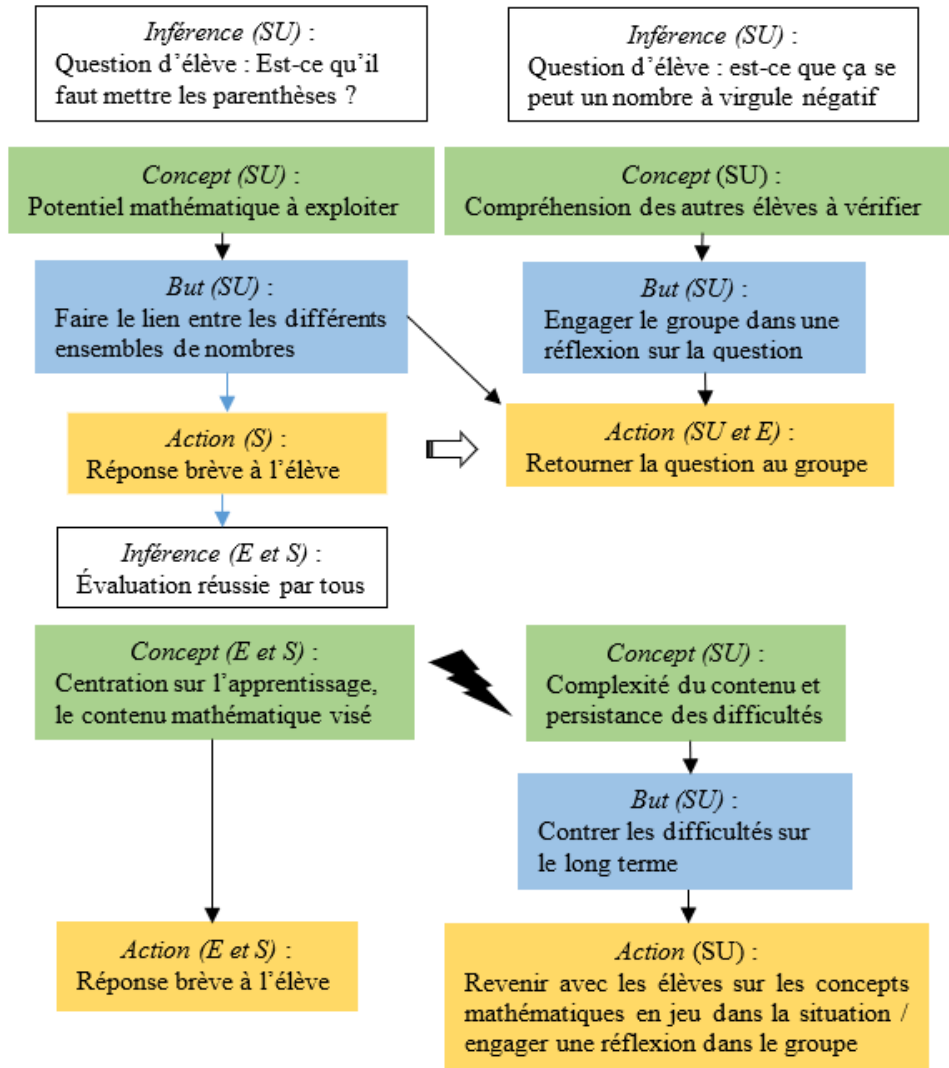 Inférence (SU) :
Question d'élève : Est-ce qu'il
faut mettre les parenthèses ?
Inférence (SU) :
Question d'élève : est-ce que ça se
peut un nombre à virgule négatif
Concept (SU) :
Potentiel mathématique à exploiter
Concept (SU) :
Compréhension des autres élèves à vérifier
But (SU) :
Faire le lien entre les différents
ensembles de nombres
But (SU) :
Engager le groupe dans une
réflexion sur la question
Action (S) :
Réponse brève à l'élève
Action (SU et E) :
Retourner la question au groupe
Inférence (E et S) :
Évaluation réussie par tous
Concept (E et S) :
Centration sur l'apprentissage,
le contenu mathématique visé
Concept (SU) :
Complexité du contenu et
persistance des difficultés
But (SU) :
Contrer les difficultés sur
le long terme
Action (E et S) :
Réponse brève à l'élève
Action (SU) :
Revenir avec les élèves sur les concepts
mathématiques en jeu dans la situation /
engager une réflexion dans le groupe